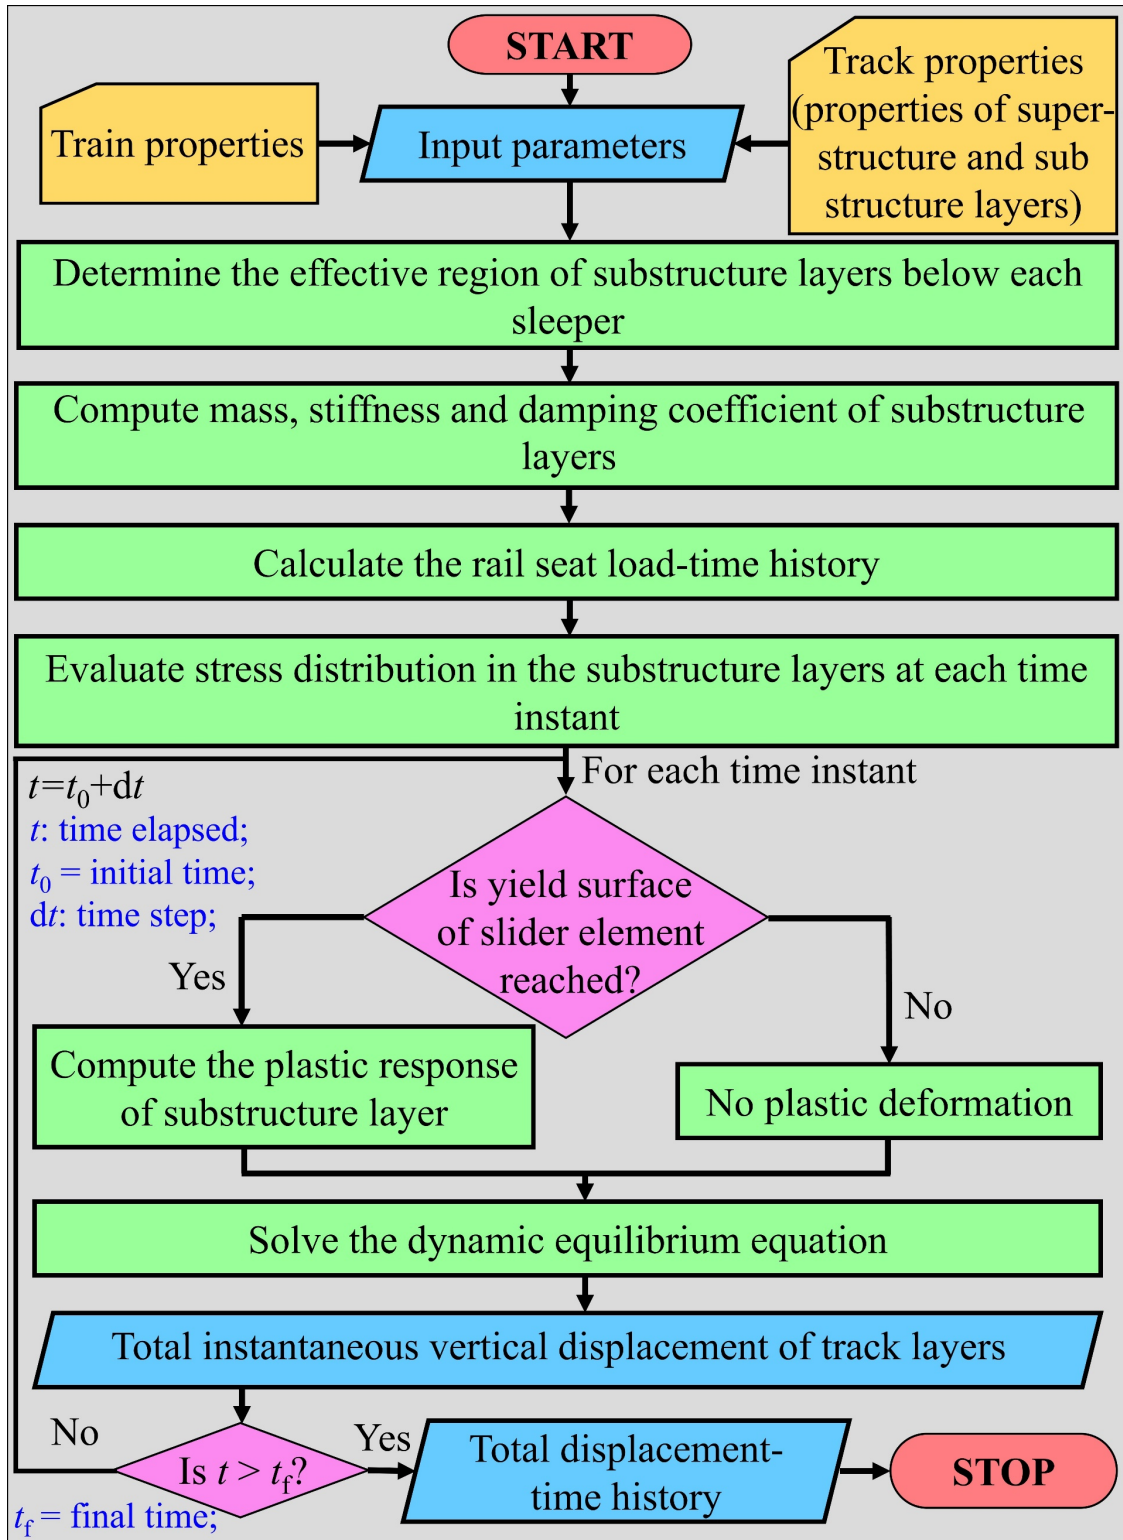 START
Track properties
(properties of super-
structure and sub
structure layers)
Train properties
Input parameters
Determine the effective region of substructure layers below each
sleeper
Compute mass, stiffness and damping coefficient of substructure
layers
Calculate the rail seat load-time history
Evaluate stress distribution in the substructure layers at each time
instant
For each time instant
t=t₀+dt
t: time elapsed;
t₀ = initial time;
dt: time step;
Is yield surface
of slider element
reached?
Yes
No
Compute the plastic response
of substructure layer
No plastic deformation
Solve the dynamic equilibrium equation
Total instantaneous vertical displacement of track layers
No
Is t > t_f?
Yes
Total displacement-
time history
STOP
t_f = final time;